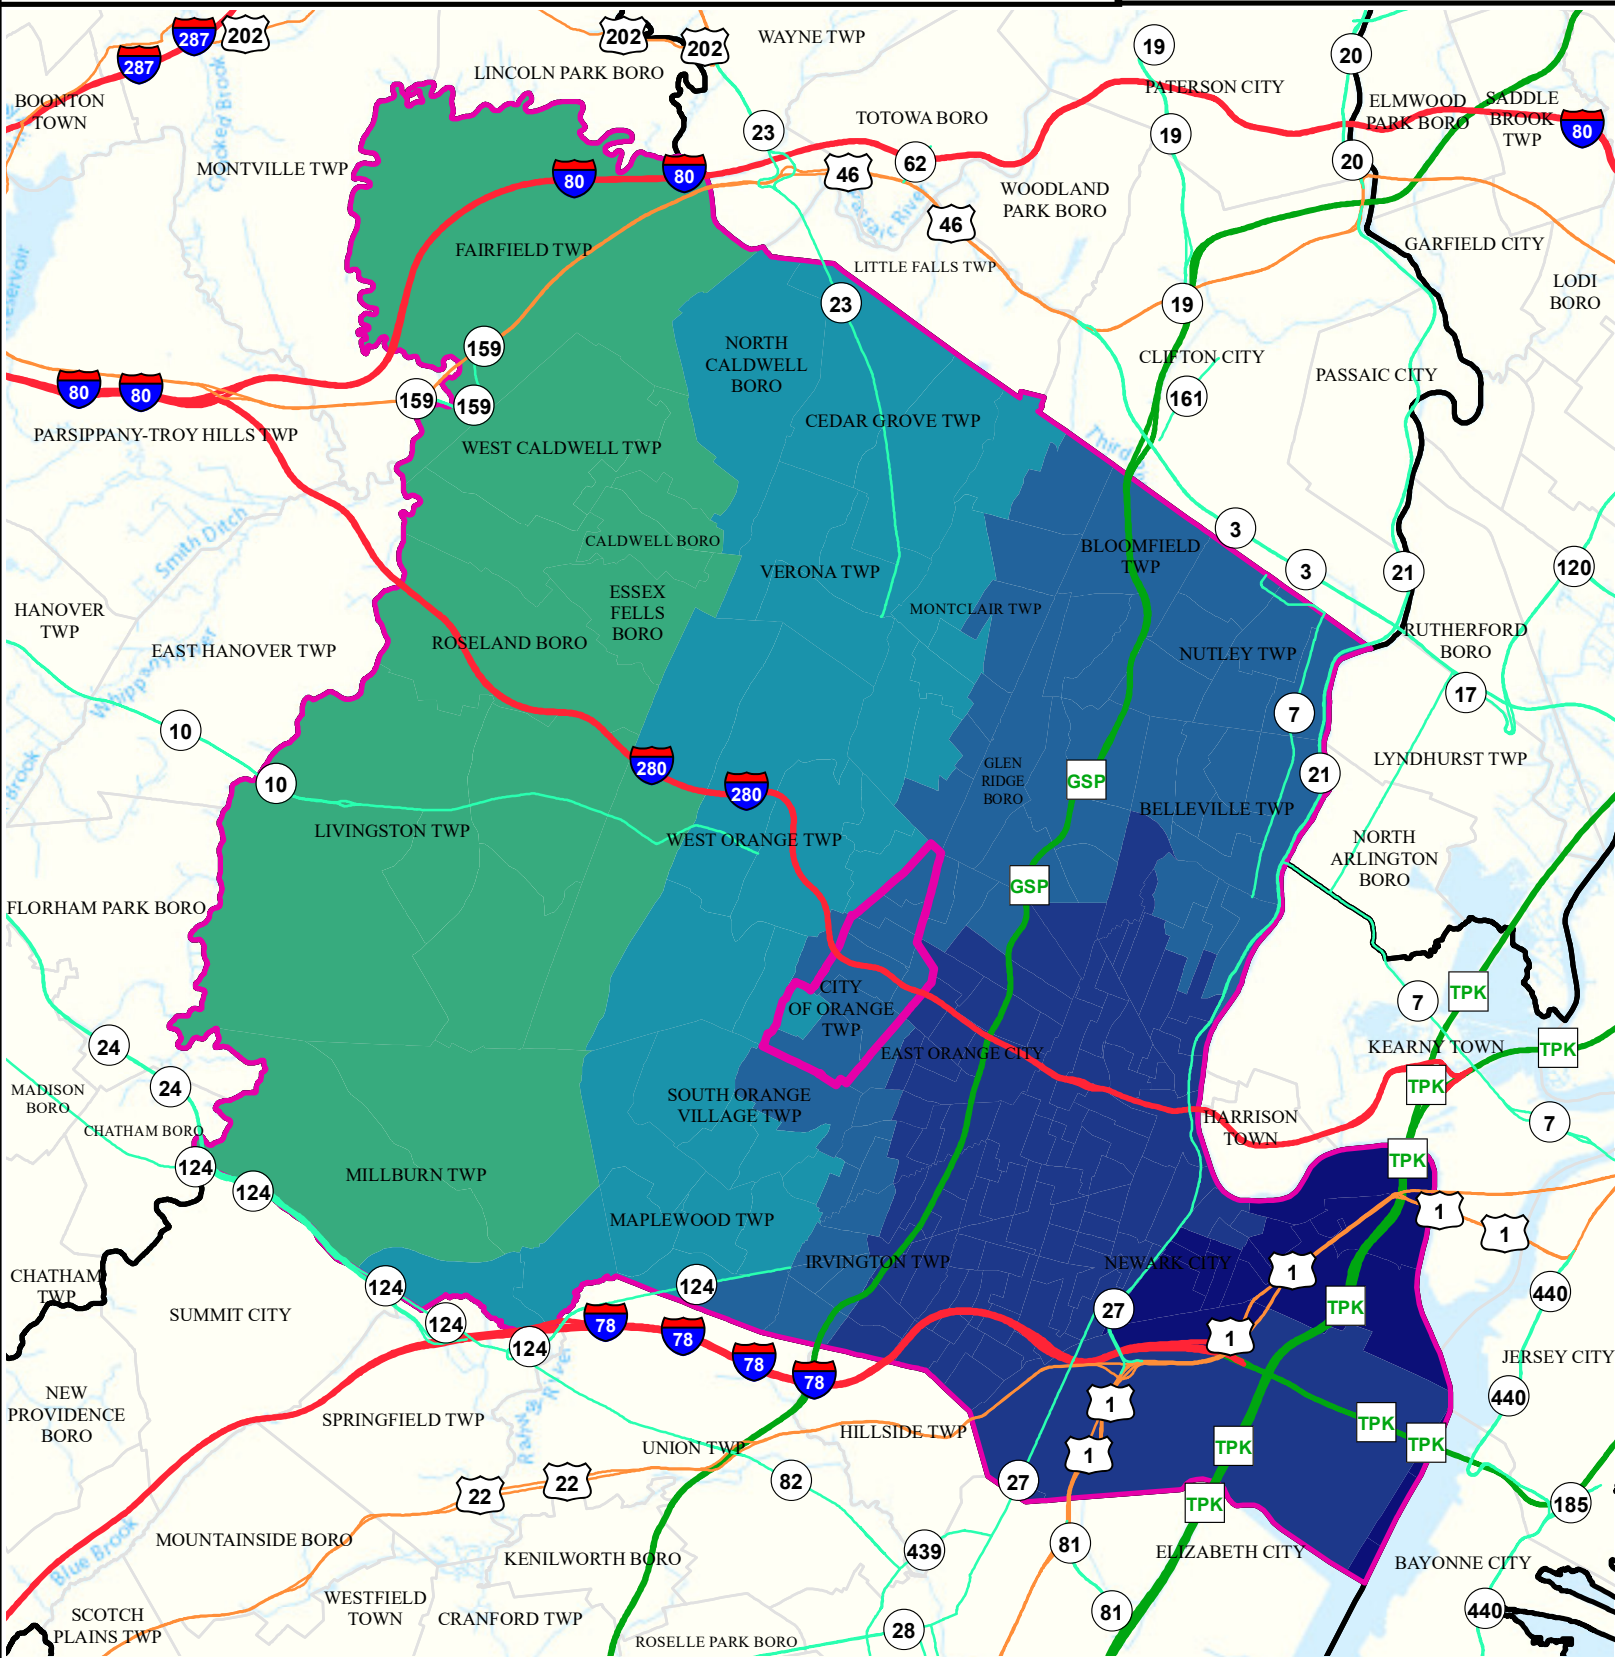 287
202
202
202
WAYNE TWP
19
20
287
LINCOLN PARK BORO
BOONTON
TOWN
Crooked Brook
PATERSON CITY
ELMWOOD
PARK BORO
SADDLE
BROOK
TWP
80
TOTOWA BORO
23
19
MONTVILLE TWP
80
80
46
62
20
WOODLAND
PARK BORO
Passaic River
46
FAIRFIELD TWP
LITTLE FALLS TWP
GARFIELD CITY
LODI
BORO
23
19
159
NORTH
CALDWELL
BORO
CLIFTON CITY
PASSAIC CITY
80
80
159
159
161
PARSIPPANY-TROY HILLS TWP
WEST CALDWELL TWP
CEDAR GROVE TWP
Third
Smith Ditch
3
CALDWELL BORO
BLOOMFIELD
TWP
VERONA TWP
3
21
120
HANOVER
TWP
ESSEX
FELLS
BORO
MONTCLAIR TWP
EAST HANOVER TWP
ROSELAND BORO
NUTLEY TWP
RUTHERFORD
BORO
17
10
7
280
280
GLEN
RIDGE
BORO
GSP
21
LYNDHURST TWP
10
Brook
LIVINGSTON TWP
WEST ORANGE TWP
BELLEVILLE TWP
NORTH
ARLINGTON
BORO
GSP
FLORHAM PARK BORO
CITY
OF ORANGE
TWP
TPK
7
24
EAST ORANGE CITY
KEARNY TOWN
TPK
24
MADISON
BORO
SOUTH ORANGE
VILLAGE TWP
TPK
HARRISON
TOWN
7
CHATHAM BORO
124
124
MILLBURN TWP
TPK
MAPLEWOOD TWP
1
1
IRVINGTON TWP
NEWARK CITY
1
CHATHAM
TWP
SUMMIT CITY
124
124
27
TPK
440
124
124
78
78
78
78
1
JERSEY CITY
NEW
PROVIDENCE
BORO
SPRINGFIELD TWP
River
1
440
UNION TWP
HILLSIDE TWP
1
TPK
TPK
TPK
22
22
82
27
TPK
185
MOUNTAINSIDE BORO
Blue Brook
KENILWORTH BORO
439
81
ELIZABETH CITY
BAYONNE CITY
WESTFIELD
TOWN
CRANFORD TWP
81
440
SCOTCH
PLAINS TWP
ROSELLE PARK BORO
28